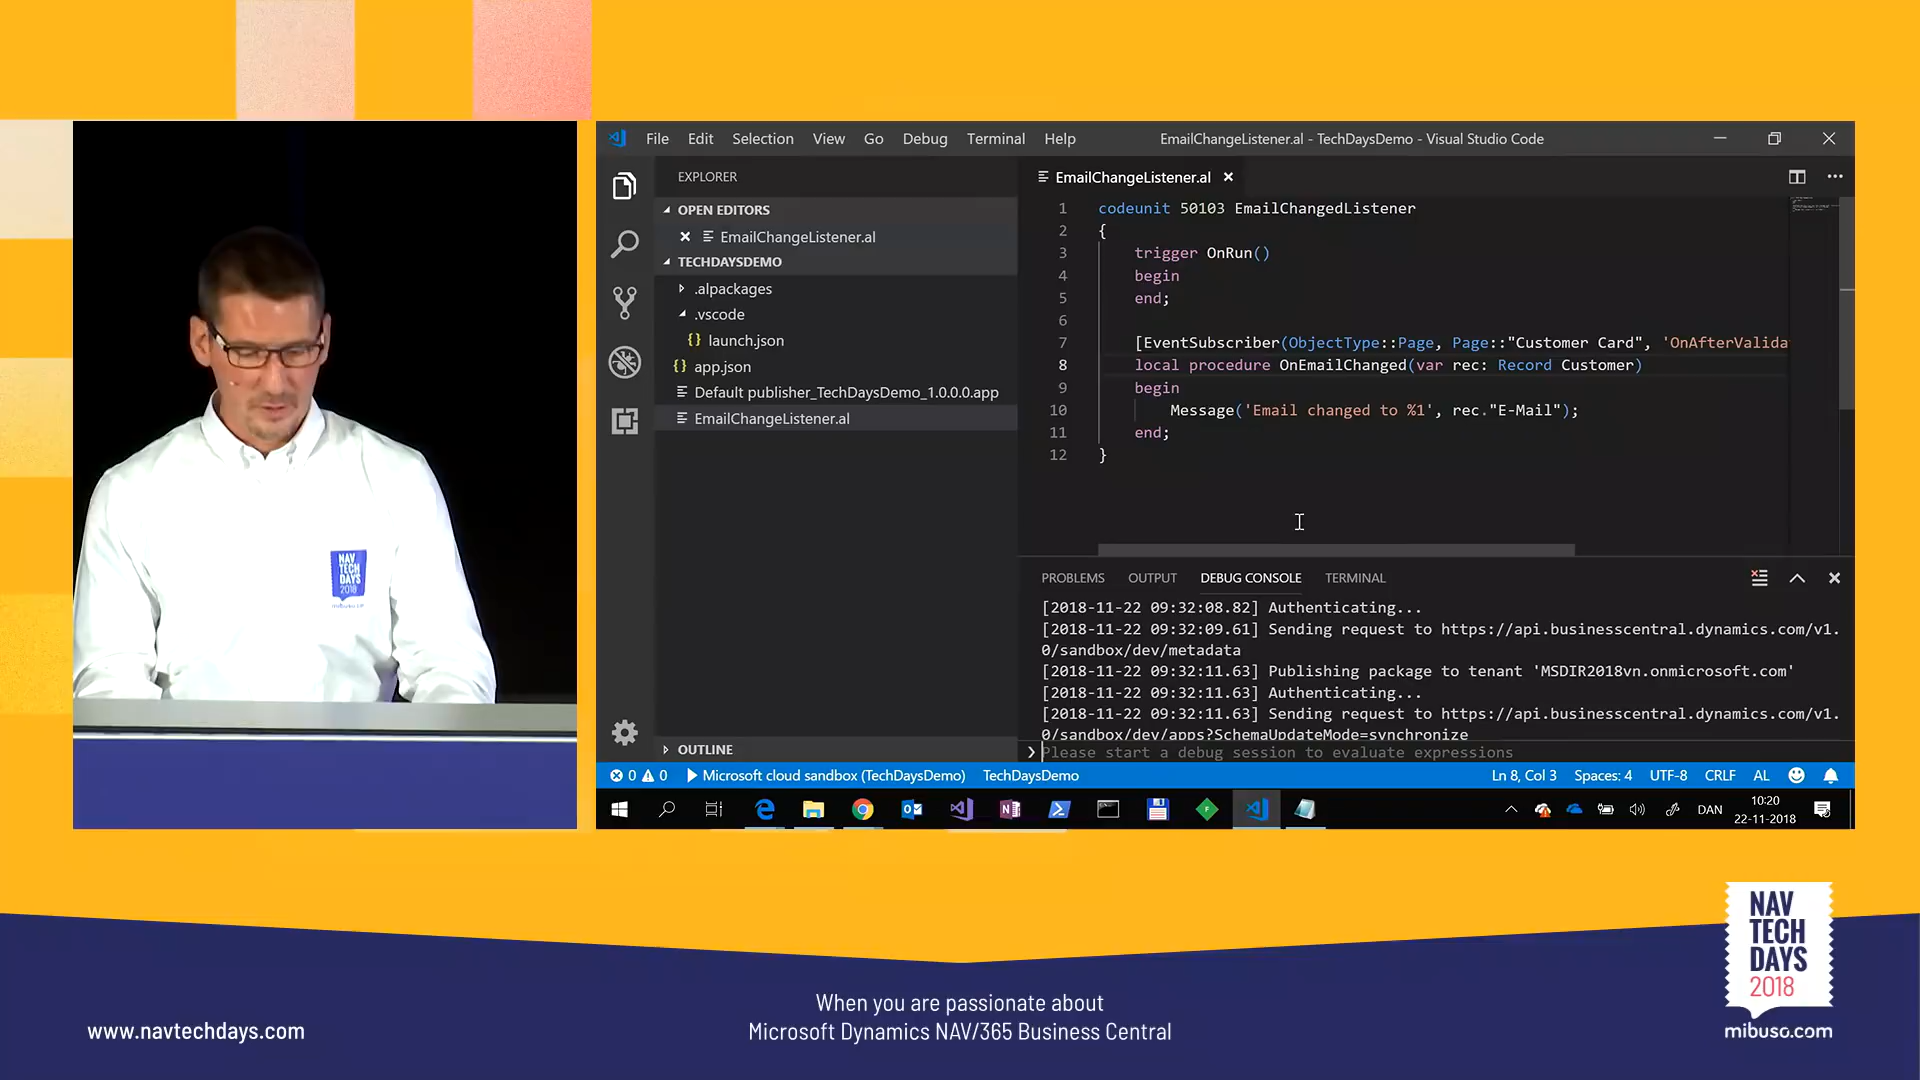 NAV
TECH
DAYS
2018
File Edit Selection View Go Debug Terminal Help
EmailChangeListener.al - TechDaysDemo - Visual Studio Code
EXPLORER
OPEN EDITORS
EmailChangeListener.al
TECHDAYSDEMO
.alpackages
.vscode
{} launch.json
{} app.json
Default publisher_TechDaysDemo_1.0.0.0.app
EmailChangeListener.al
OUTLINE
EmailChangeListener.al
1 codeunit 50103 EmailChangedListener
2 {
3 trigger OnRun()
4 begin
5 end;
6
7 [EventSubscriber(ObjectType::Page, Page::"Customer Card", 'OnAfterValida
8 local procedure OnEmailChanged(var rec: Record Customer)
9 begin
10 Message('Email changed to %1', rec."E-Mail");
11 end;
12 }
PROBLEMS OUTPUT DEBUG CONSOLE TERMINAL
[2018-11-22 09:32:08.82] Authenticating...
[2018-11-22 09:32:09.61] Sending request to https://api.businesscentral.dynamics.com/v1.
0/sandbox/dev/metadata
[2018-11-22 09:32:11.63] Publishing package to tenant 'MSDIR2018vn.onmicrosoft.com'
[2018-11-22 09:32:11.63] Authenticating...
[2018-11-22 09:32:11.63] Sending request to https://api.businesscentral.dynamics.com/v1.
0/sandbox/dev/apps?SchemaUpdateMode=synchronize
Please start a debug session to evaluate expressions
0 0 Microsoft cloud sandbox (TechDaysDemo) TechDaysDemo Ln 8, Col 3 Spaces: 4 UTF-8 CRLF AL
DAN
10:20
22-11-2018
NAV
TECH
DAYS
2018
mibuso.com
When you are passionate about
Microsoft Dynamics NAV/365 Business Central
www.navtechdays.com